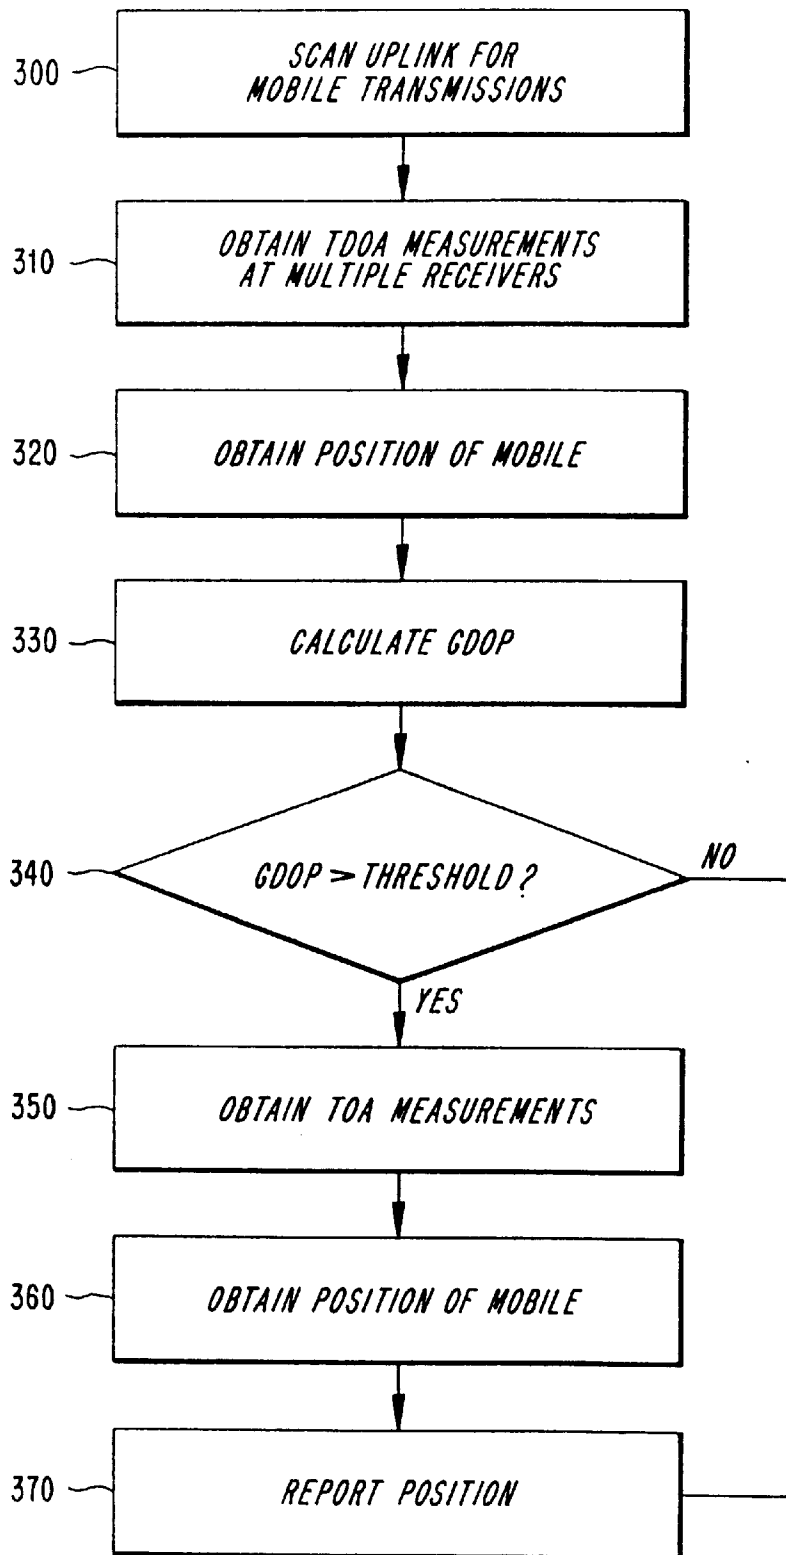 300
SCAN UPLINK FOR
MOBILE TRANSMISSIONS
310
OBTAIN TDOA MEASUREMENTS
AT MULTIPLE RECEIVERS
320
OBTAIN POSITION OF MOBILE
330
CALCULATE GDOP
340
GDOP > THRESHOLD?
NO
YES
350
OBTAIN TOA MEASUREMENTS
360
OBTAIN POSITION OF MOBILE
370
REPORT POSITION